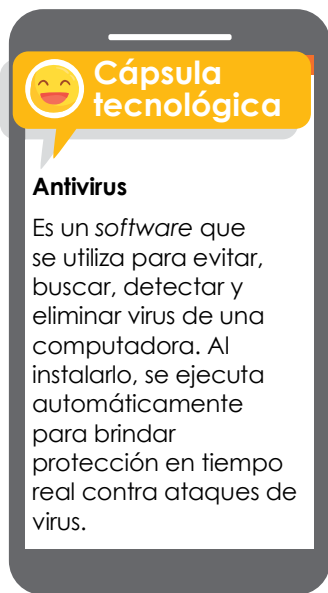 Cápsula
tecnológica
Antivirus
Es un software que
se utiliza para evitar,
buscar, detectar y
eliminar virus de una
computadora. Al
instalarlo, se ejecuta
automáticamente
para brindar
protección en tiempo
real contra ataques de
virus.